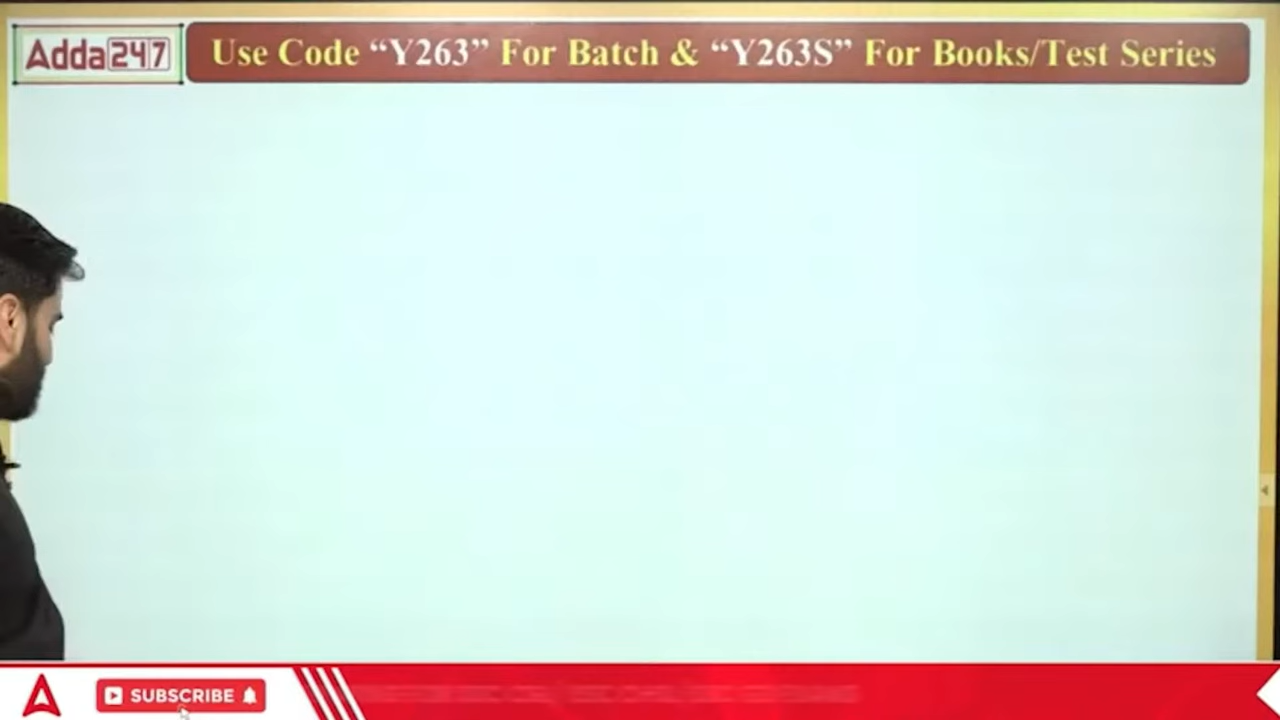 Adda247
Use Code “Y263” For Batch & “Y263S” For Books/Test Series
SUBSCRIBE